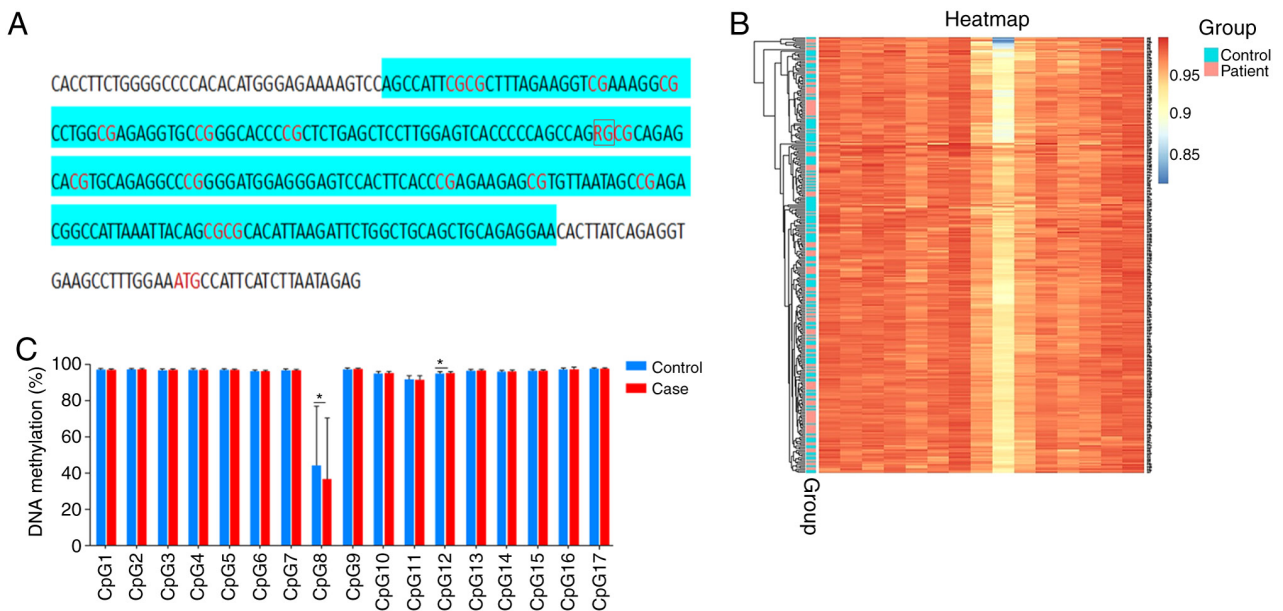 A
CACCTTCTGGGGCCCCACACATGGGAGAAAAGTCCAGCCATTCGCGCTTTAGAAGGTCGAAAGGCG
CCTGGCGAGAGGTGCCGGGCACCCCGCTCTGAGCTCCTTGGAGTCACCCCCAGCCAGRGCGCAGAG
CACGTGCAGAGGCCCGGGGATGGAGGGAGTCCACTTCACCCGAGAAGAGCGTGTTAATAGCCGAGA
CGGCCATTAAATTACAGCGCGCACATTAAGATTCTGGCTGCAGCTGCAGAGGAACACTTATCAGAGGT
GAAGCCTTTGGAAATGCCATTCATCTTAATAGAG
B
Heatmap
Group
Control
Patient
0.95
0.9
0.85
Group
C
DNA methylation (%)
100
80
60
40
20
0
*
*
Control
Case
CpG1 CpG2 CpG3 CpG4 CpG5 CpG6 CpG7 CpG8 CpG9 CpG10 CpG11 CpG12 CpG13 CpG14 CpG15 CpG16 CpG17